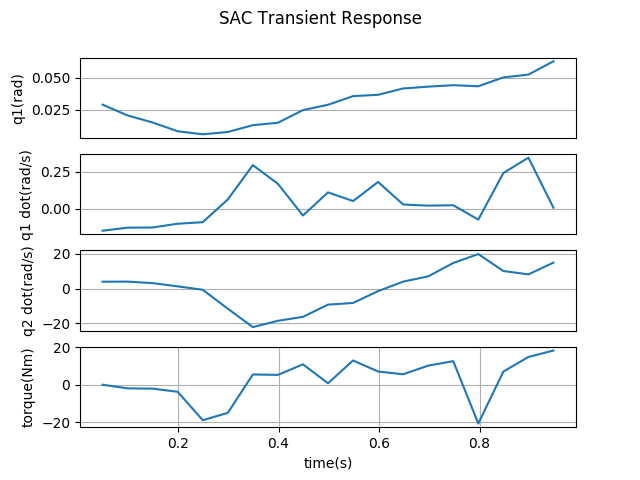 SAC Transient Response
q1(rad)
0.050
0.025
q1 dot(rad/s)
0.25
0.00
q2 dot(rad/s)
20
0
−20
torque(Nm)
20
0
−20
0.2 0.4 0.6 0.8
time(s)